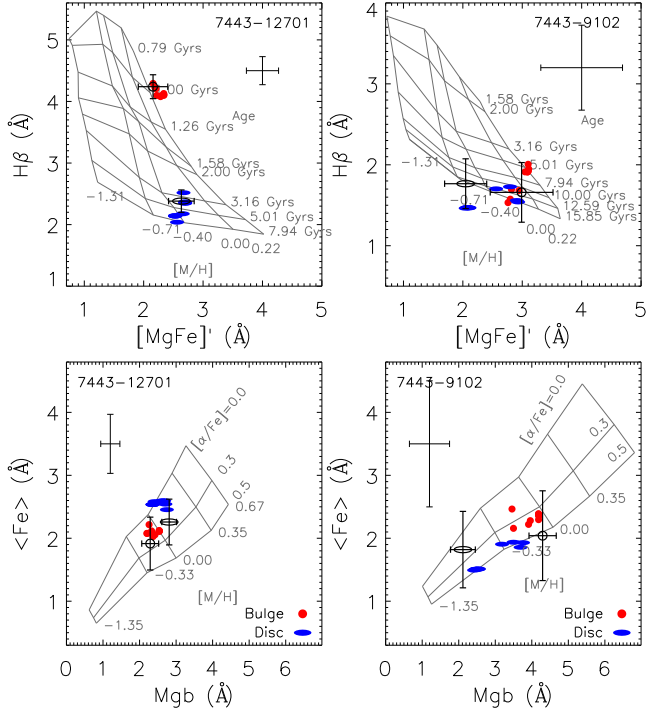 7443-12701
5
4
3
2
1
Hβ (Å)
0.79 Gyrs
1.00 Gyrs
Age
1.26 Gyrs
1.58 Gyrs
2.00 Gyrs
3.16 Gyrs
5.01 Gyrs
7.94 Gyrs
-1.31
-0.71
-0.40
0.00
0.22
[M/H]
1 2 3 4 5
[MgFe]' (Å)
7443-9102
4
3
2
1
Hβ (Å)
1.58 Gyrs
2.00 Gyrs
Age
3.16 Gyrs
5.01 Gyrs
7.94 Gyrs
10.00 Gyrs
12.59 Gyrs
15.85 Gyrs
-1.31
-0.71
-0.40
0.00
0.22
[M/H]
1 2 3 4 5
[MgFe]' (Å)
7443-12701
4
3
2
1
<Fe> (Å)
[α/Fe]=0.0
0.3
0.5
0.67
0.35
0.00
-0.33
[M/H]
-1.35
Bulge
Disc
0 1 2 3 4 5 6
Mgb (Å)
7443-9102
4
3
2
1
<Fe> (Å)
[α/Fe]=0.0
0.3
0.5
0.35
0.00
-0.33
[M/H]
-1.35
Bulge
Disc
0 1 2 3 4 5 6
Mgb (Å)